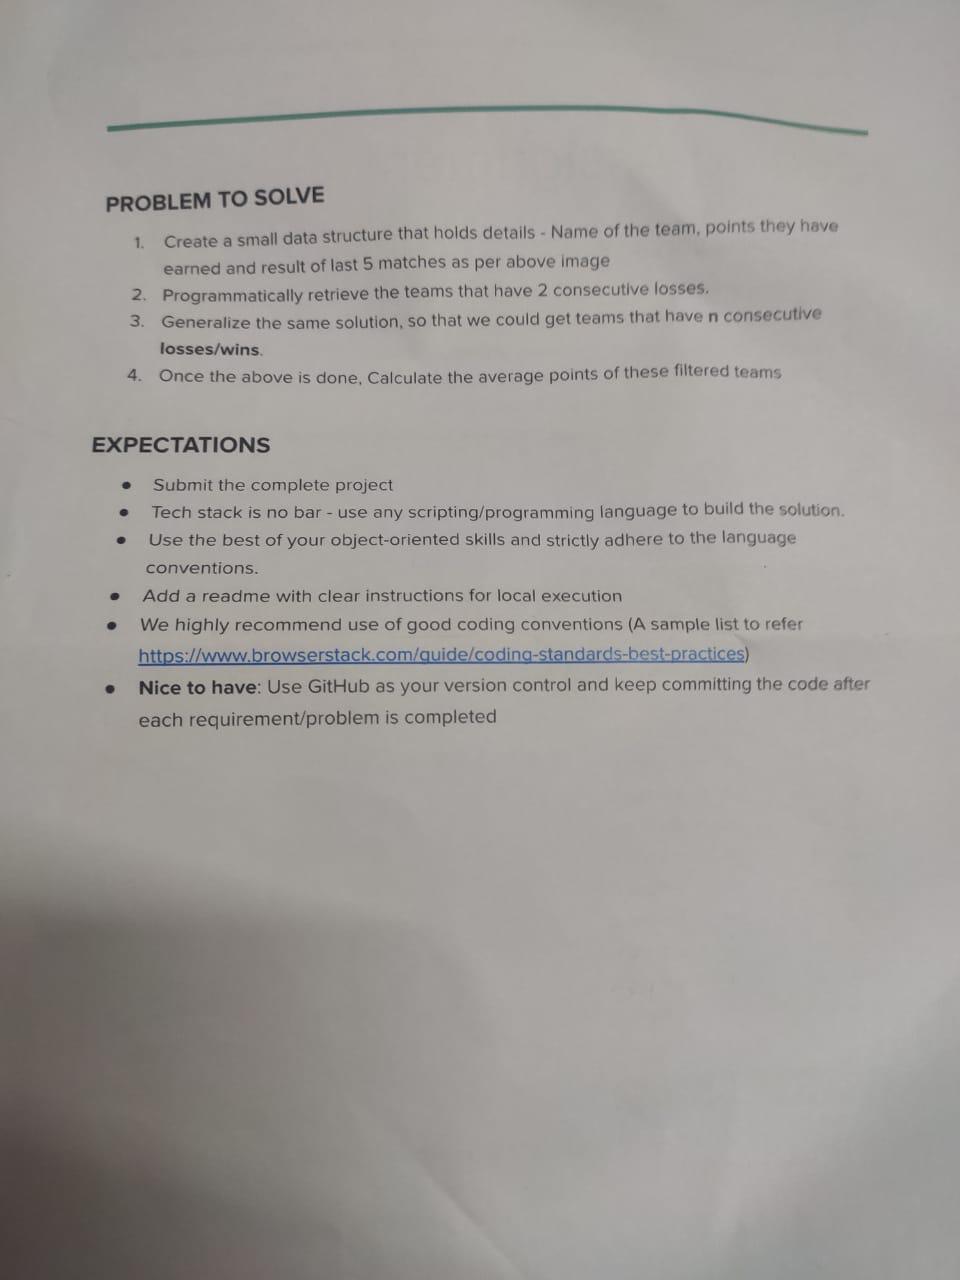 PROBLEM TO SOLVE
1. Create a small data structure that holds details - Name of the team, points they have
earned and result of last 5 matches as per above image
2. Programmatically retrieve the teams that have 2 consecutive losses.
3. Generalize the same solution, so that we could get teams that have n consecutive
losses/wins.
4. Once the above is done, Calculate the average points of these filtered teams
EXPECTATIONS
● Submit the complete project
● Tech stack is no bar - use any scripting/programming language to build the solution.
● Use the best of your object-oriented skills and strictly adhere to the language
conventions.
● Add a readme with clear instructions for local execution
● We highly recommend use of good coding conventions (A sample list to refer
https://www.browserstack.com/guide/coding-standards-best-practices)
● Nice to have: Use GitHub as your version control and keep committing the code after
each requirement/problem is completed